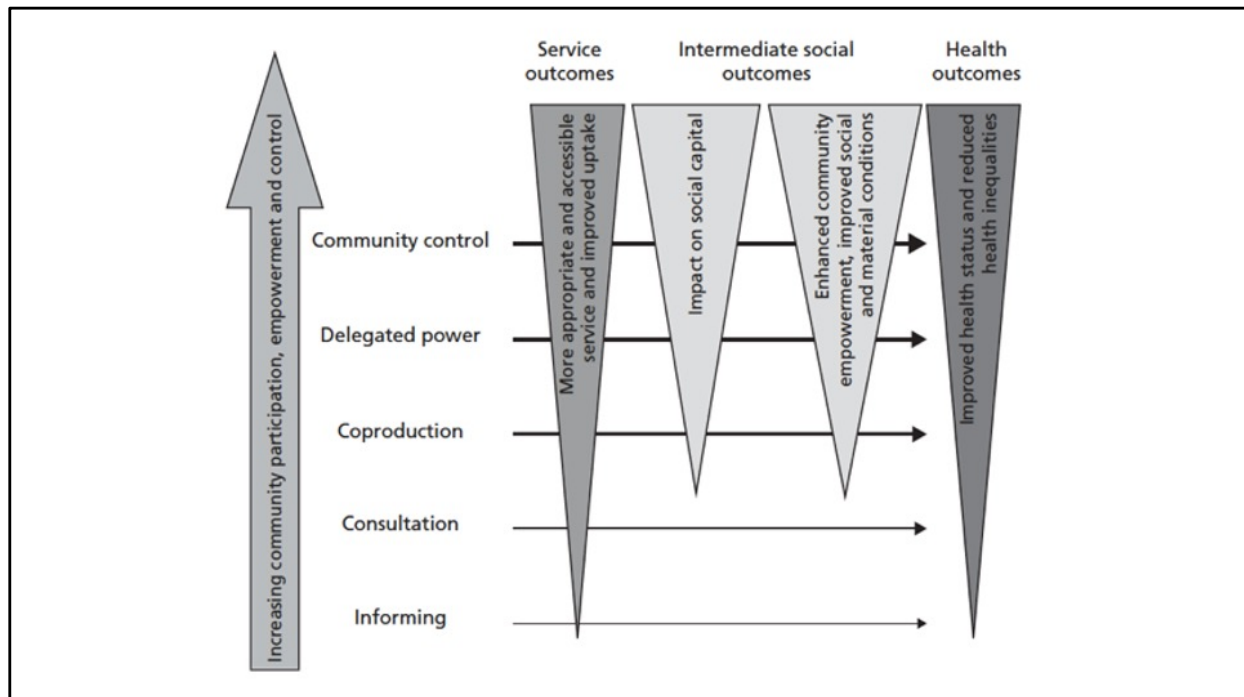 Service
outcomes
Intermediate social
outcomes
Health
outcomes
Increasing community participation, empowerment and control
Community control
Delegated power
Coproduction
Consultation
Informing
More appropriate and accessible
service and improved uptake
Impact on social capital
Enhanced community
empowerment, improved social
and material conditions
Improved health status and reduced
health inequalities